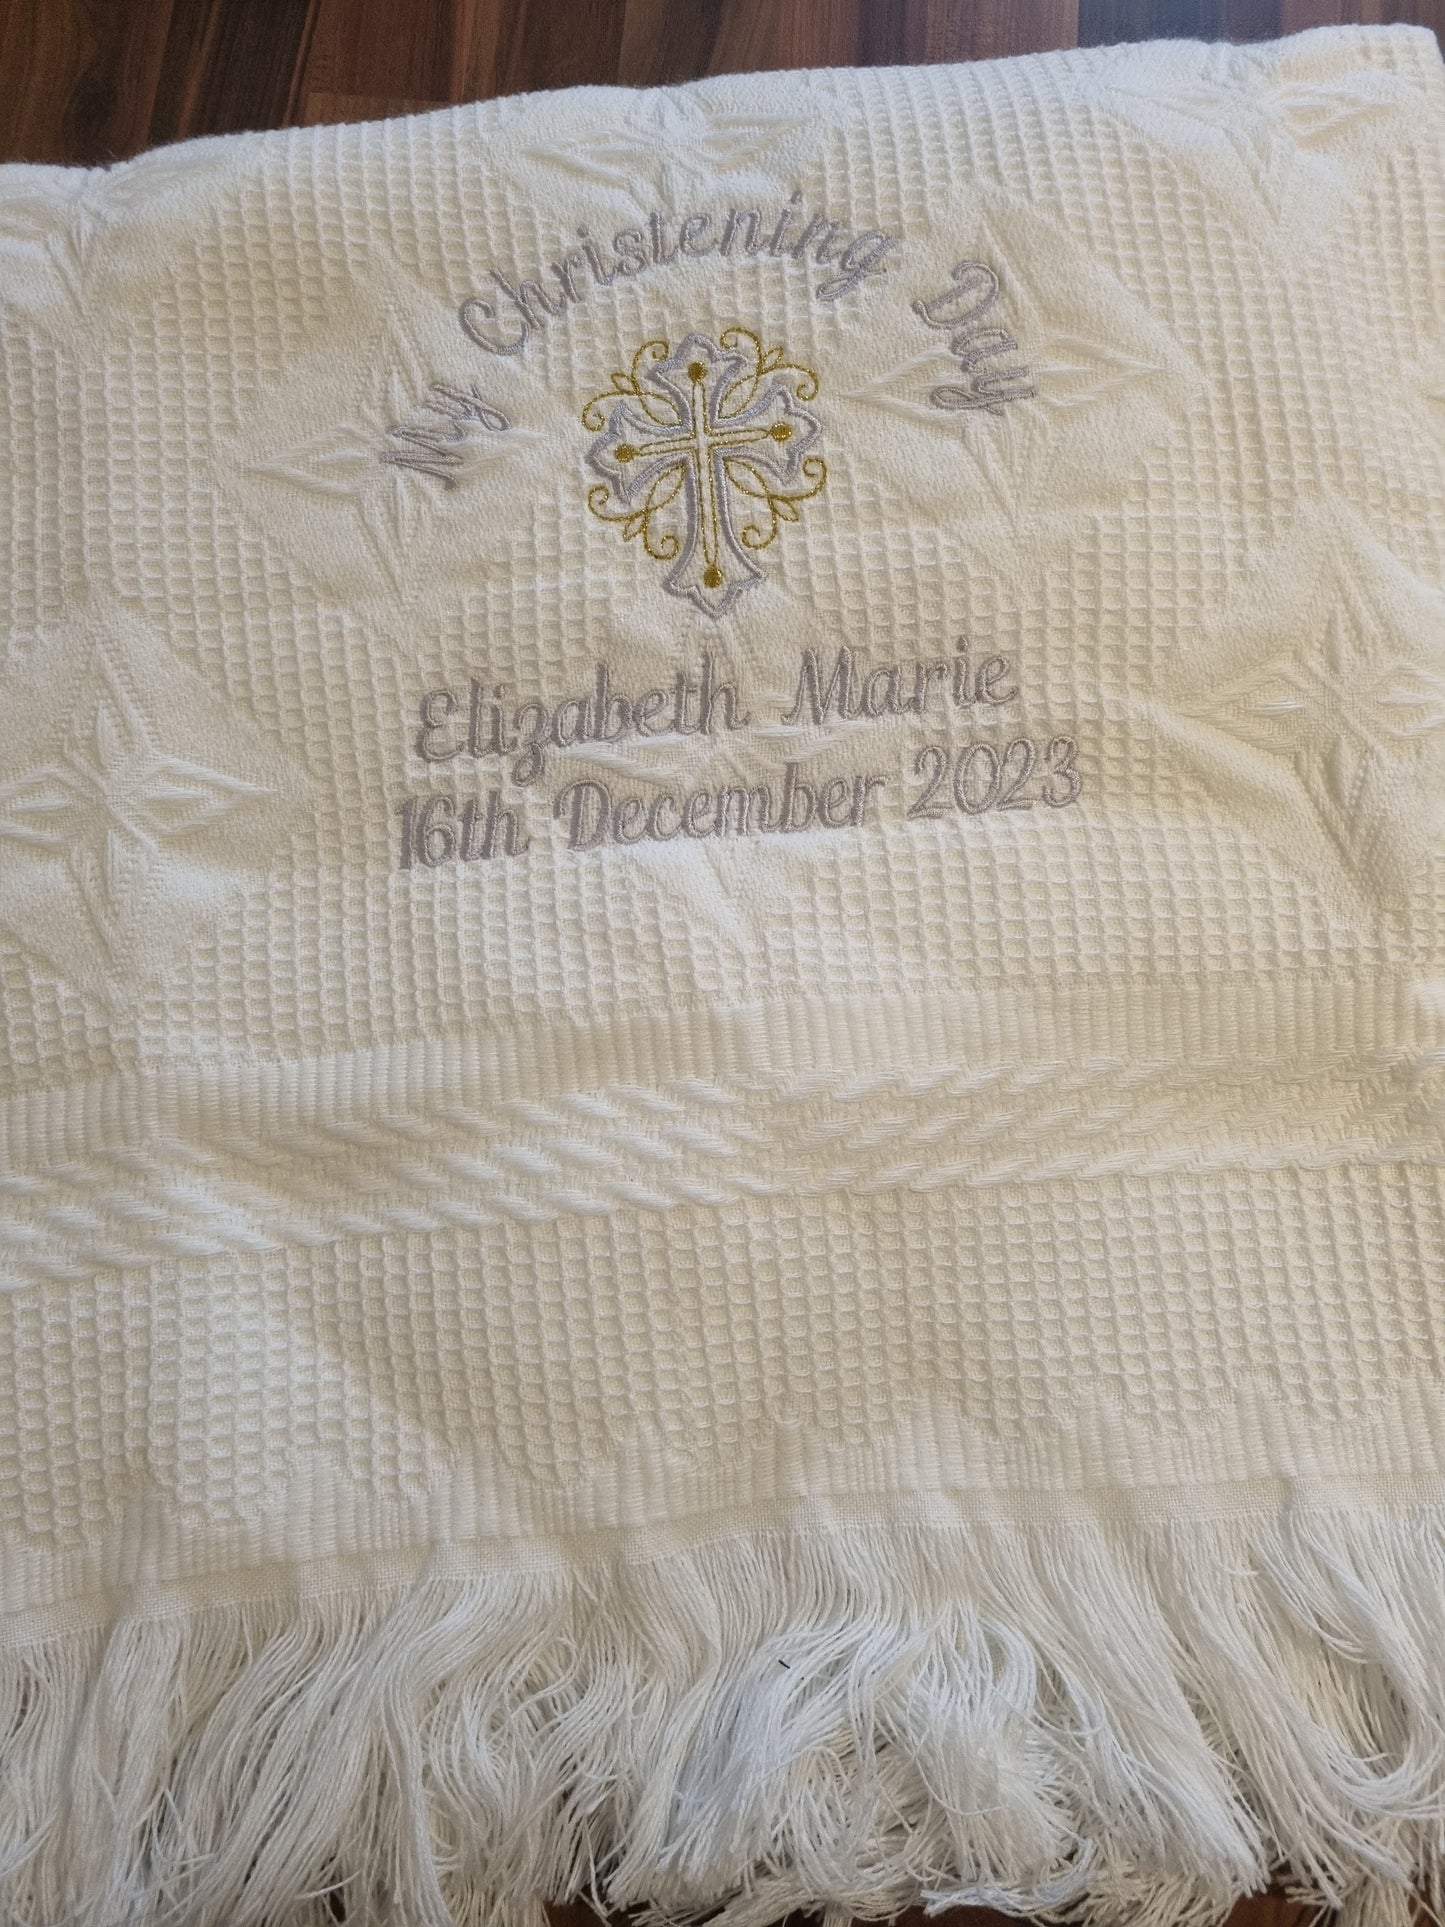 My Christening Day
Elizabeth Marie
16th December 2023